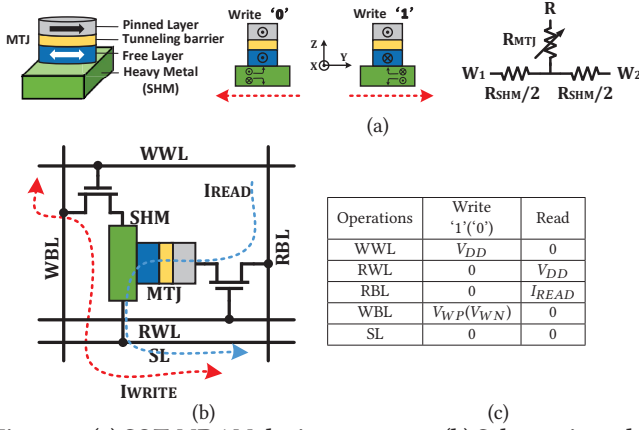 MTJ
Pinned Layer
Tunneling barrier
Free Layer
Heavy Metal
(SHM)
Write '0'
Write '1'
Z
X
Y
R
RMTJ
W1
W2
RSHM/2
RSHM/2
(a)
WWL
SHM
IREAD
WBL
RBL
MTJ
RWL
SL
IWRITE
(b)
Operations Write '1'('0') Read
WWL VDD 0
RWL 0 VDD
RBL 0 IREAD
WBL VWP(VWN) 0
SL 0 0
(c)